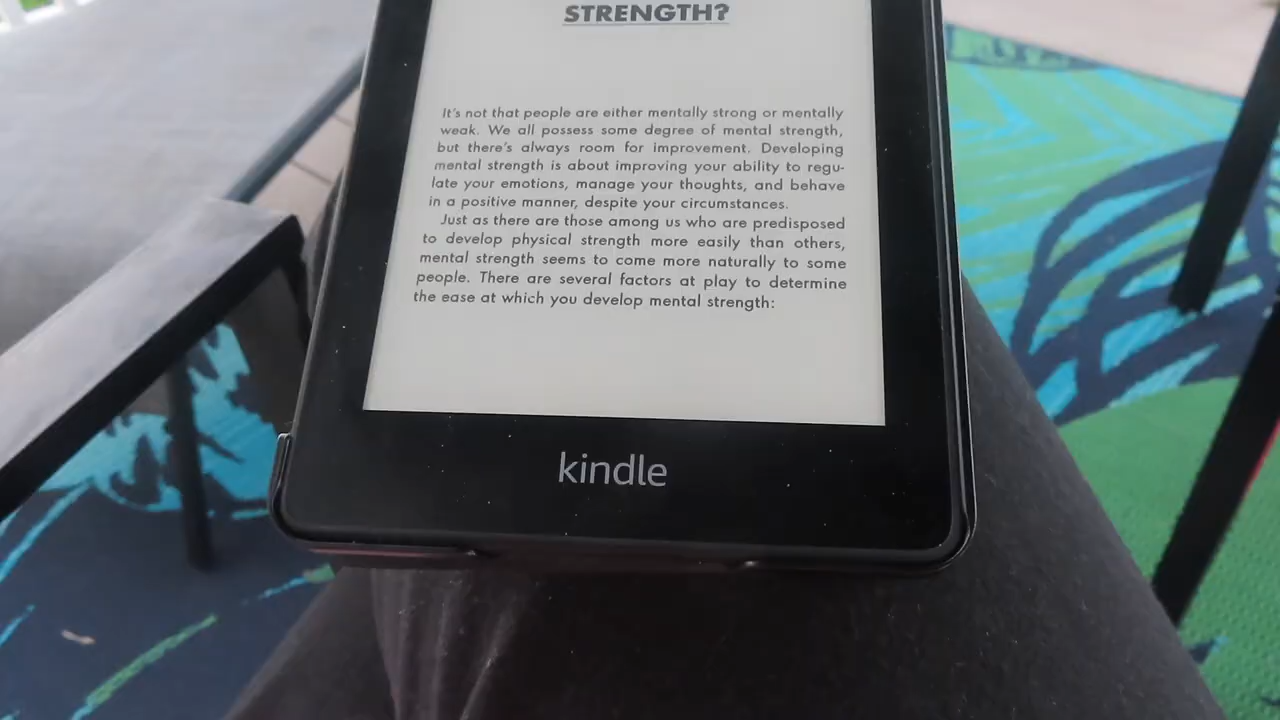 STRENGTH?
It's not that people are either mentally strong or mentally
weak. We all possess some degree of mental strength,
but there's always room for improvement. Developing
mental strength is about improving your ability to regu-
late your emotions, manage your thoughts, and behave
in a positive manner, despite your circumstances.
Just as there are those among us who are predisposed
to develop physical strength more easily than others,
mental strength seems to come more naturally to some
people. There are several factors at play to determine
the ease at which you develop mental strength:
kindle